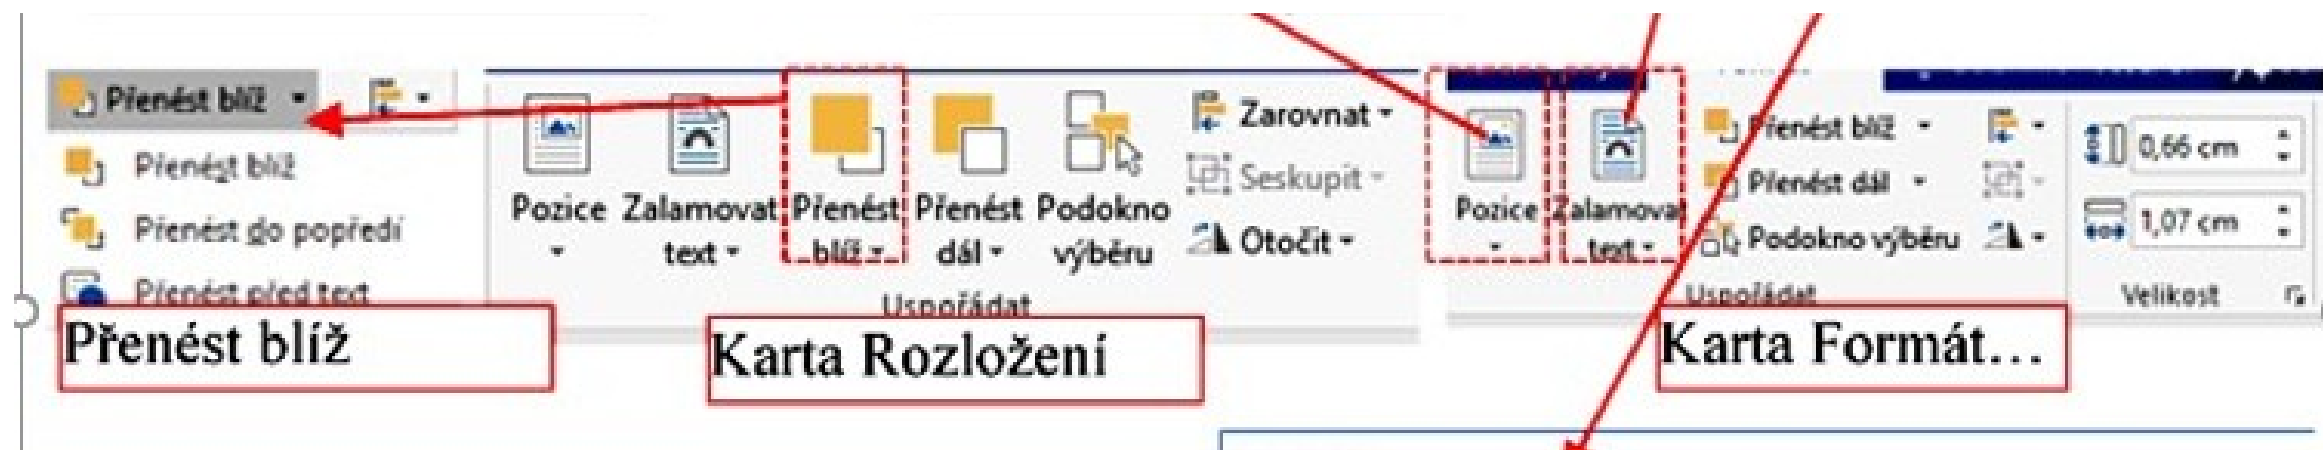 Přenést blíž
Přenést blíž
Přenést do popředí
Přenést před text
Přenést blíž
Pozice
Zalamovat
text
Přenést
blíž
Přenést
dál
Podokno
výběru
Zarovnat
Seskupit
Otočit
Uspořádat
Karta Rozložení
Pozice
Zalamovat
text
Přenést blíž
Přenést dál
Podokno výběru
Uspořádat
0,66 cm
1,07 cm
Velikost
Karta Formát...